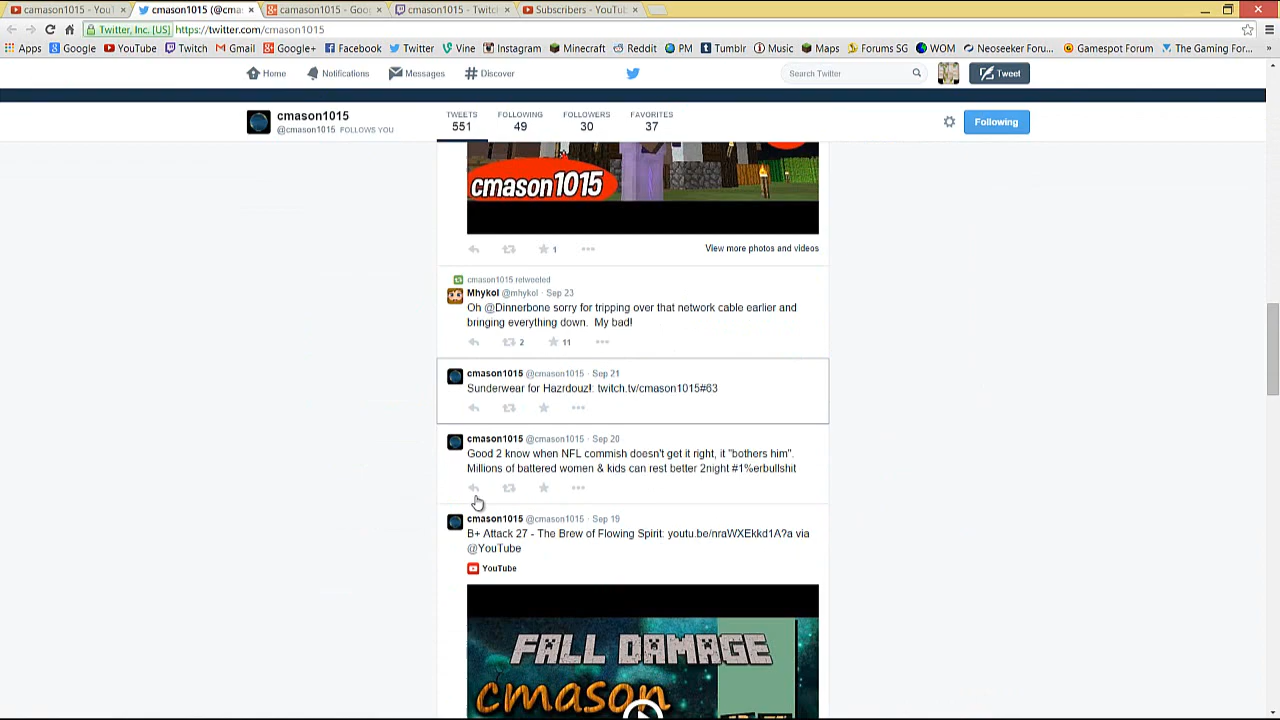 camason1015 - YouT
cmason1015 (@cma
camason1015 - Goo
cmason1015 - Twitch
Subscribers - YouTub
Twitter, Inc. [US] https://twitter.com/cmason1015
Apps Google YouTube Twitch Gmail Google+ Facebook Twitter Vine Instagram Minecraft Reddit PM Tumblr Music Maps Forums SG WOM Neoseeker Foru... Gamespot Forum The Gaming For... »
Home Notifications Messages Discover Search Twitter Tweet
cmason1015
@cmason1015 FOLLOWS YOU
TWEETS FOLLOWING FOLLOWERS FAVORITES
551 49 30 37
Following
cmason1015
1 View more photos and videos
cmason1015 retweeted
Mhykol @mhykol · Sep 23
Oh @Dinnerbone sorry for tripping over that network cable earlier and
bringing everything down. My bad!
2 11
cmason1015 @cmason1015 · Sep 21
Sunderwear for Hazrdouz!: twitch.tv/cmason1015#63
cmason1015 @cmason1015 · Sep 20
Good 2 know when NFL commish doesn't get it right, it "bothers him".
Millions of battered women & kids can rest better 2night #1%erbullshit
cmason1015 @cmason1015 · Sep 19
B+ Attack 27 - The Brew of Flowing Spirit: youtu.be/nraWXEkkd1A?a via
@YouTube
YouTube
FALL DAMAGE
cmason